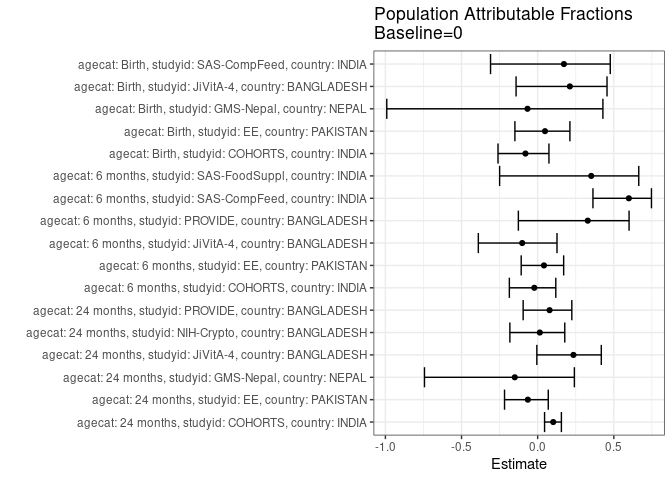 Population Attributable Fractions
Baseline=0
agecat: Birth, studyid: SAS-CompFeed, country: INDIA
agecat: Birth, studyid: JiVitA-4, country: BANGLADESH
agecat: Birth, studyid: GMS-Nepal, country: NEPAL
agecat: Birth, studyid: EE, country: PAKISTAN
agecat: Birth, studyid: COHORTS, country: INDIA
agecat: 6 months, studyid: SAS-FoodSuppl, country: INDIA
agecat: 6 months, studyid: SAS-CompFeed, country: INDIA
agecat: 6 months, studyid: PROVIDE, country: BANGLADESH
agecat: 6 months, studyid: JiVitA-4, country: BANGLADESH
agecat: 6 months, studyid: EE, country: PAKISTAN
agecat: 6 months, studyid: COHORTS, country: INDIA
agecat: 24 months, studyid: PROVIDE, country: BANGLADESH
agecat: 24 months, studyid: NIH-Crypto, country: BANGLADESH
agecat: 24 months, studyid: JiVitA-4, country: BANGLADESH
agecat: 24 months, studyid: GMS-Nepal, country: NEPAL
agecat: 24 months, studyid: EE, country: PAKISTAN
agecat: 24 months, studyid: COHORTS, country: INDIA
-1.0 -0.5 0.0 0.5
Estimate